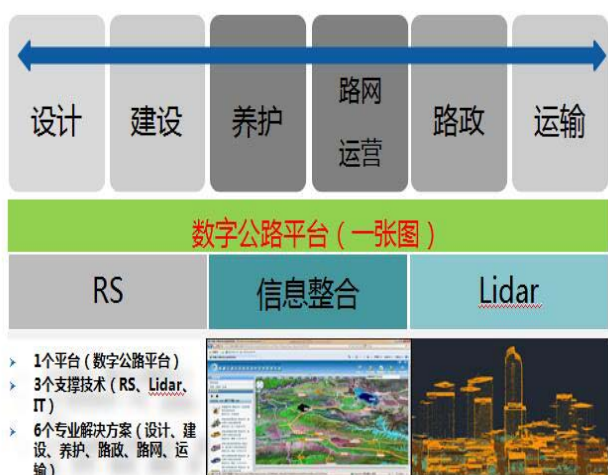 设计
建设
养护
路网
运营
路政
运输
数字公路平台（一张图）
RS
信息整合
Lidar
1个平台（数字公路平台）
3个支撑技术（RS、Lidar、
IT）
6个专业解决方案（设计、建
设、养护、路政、路网、运
输）